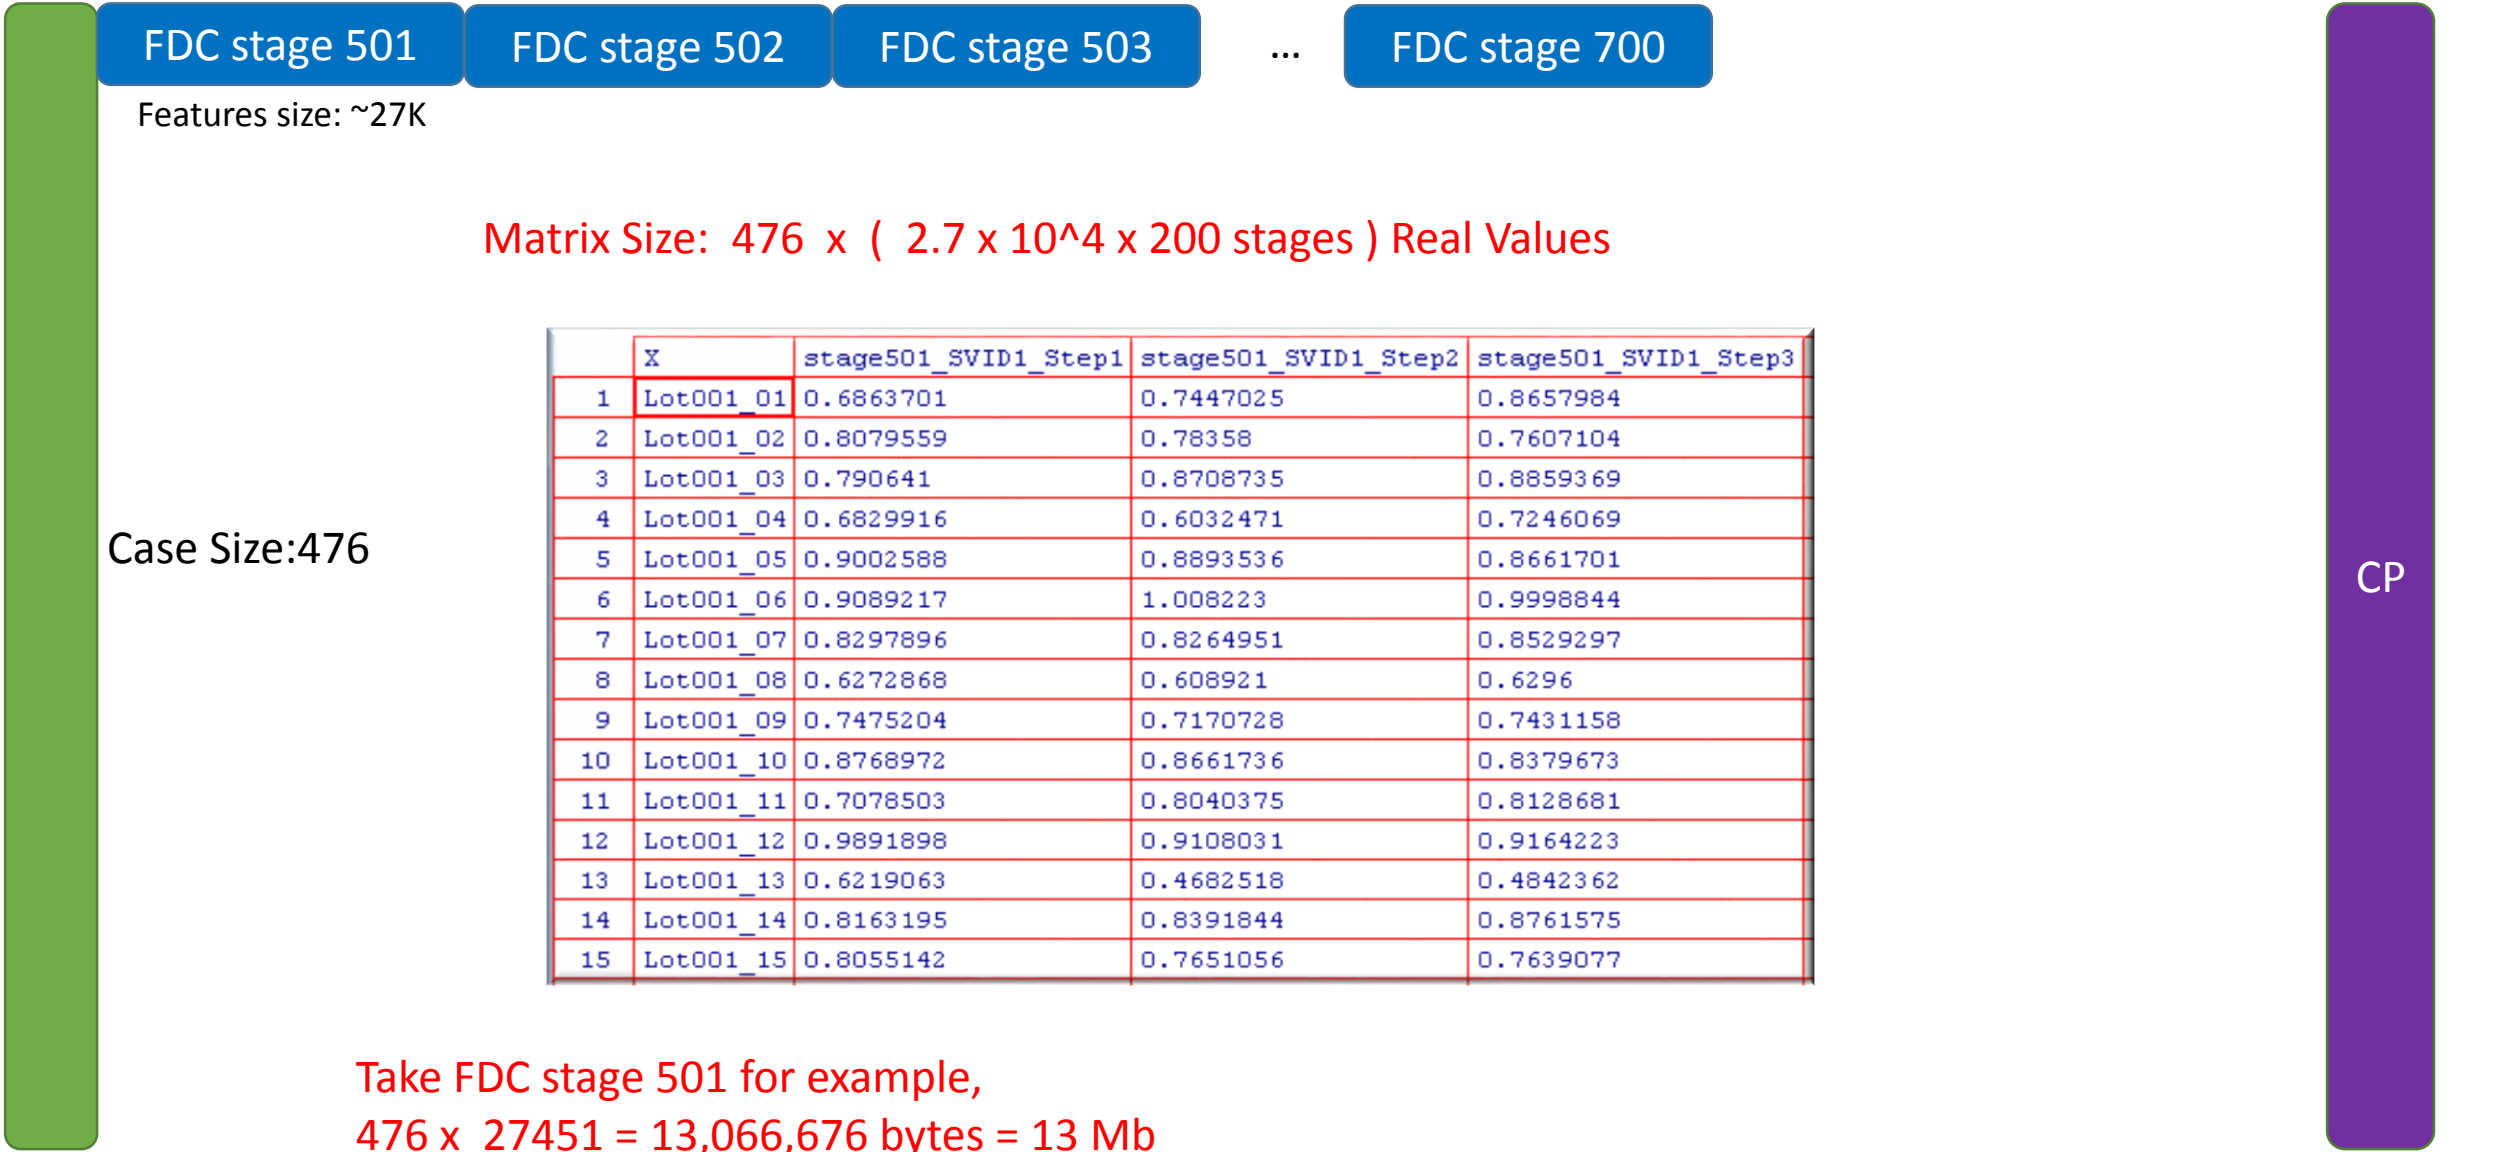 FDC stage 501 FDC stage 502 FDC stage 503 ... FDC stage 700
Features size: ~27K
Matrix Size: 476 x ( 2.7 x 10^4 x 200 stages ) Real Values
X stage501_SVID1_Step1 stage501_SVID1_Step2 stage501_SVID1_Step3
1 Lot001_01 0.6863701 0.7447025 0.8657984
2 Lot001_02 0.8079559 0.78358 0.7607104
3 Lot001_03 0.790641 0.8708735 0.8859369
4 Lot001_04 0.6829916 0.6032471 0.7246069
5 Lot001_05 0.9002588 0.8893536 0.8661701
6 Lot001_06 0.9089217 1.008223 0.9998844
7 Lot001_07 0.8297896 0.8264951 0.8529297
8 Lot001_08 0.6272868 0.608921 0.6296
9 Lot001_09 0.7475204 0.7170728 0.7431158
10 Lot001_10 0.8768972 0.8661736 0.8379673
11 Lot001_11 0.7078503 0.8040375 0.8128681
12 Lot001_12 0.9891898 0.9108031 0.9164223
13 Lot001_13 0.6219063 0.4682518 0.4842362
14 Lot001_14 0.8163195 0.8391844 0.8761575
15 Lot001_15 0.8055142 0.7651056 0.7639077
Case Size:476
CP
Take FDC stage 501 for example,
476 x 27451 = 13,066,676 bytes = 13 Mb